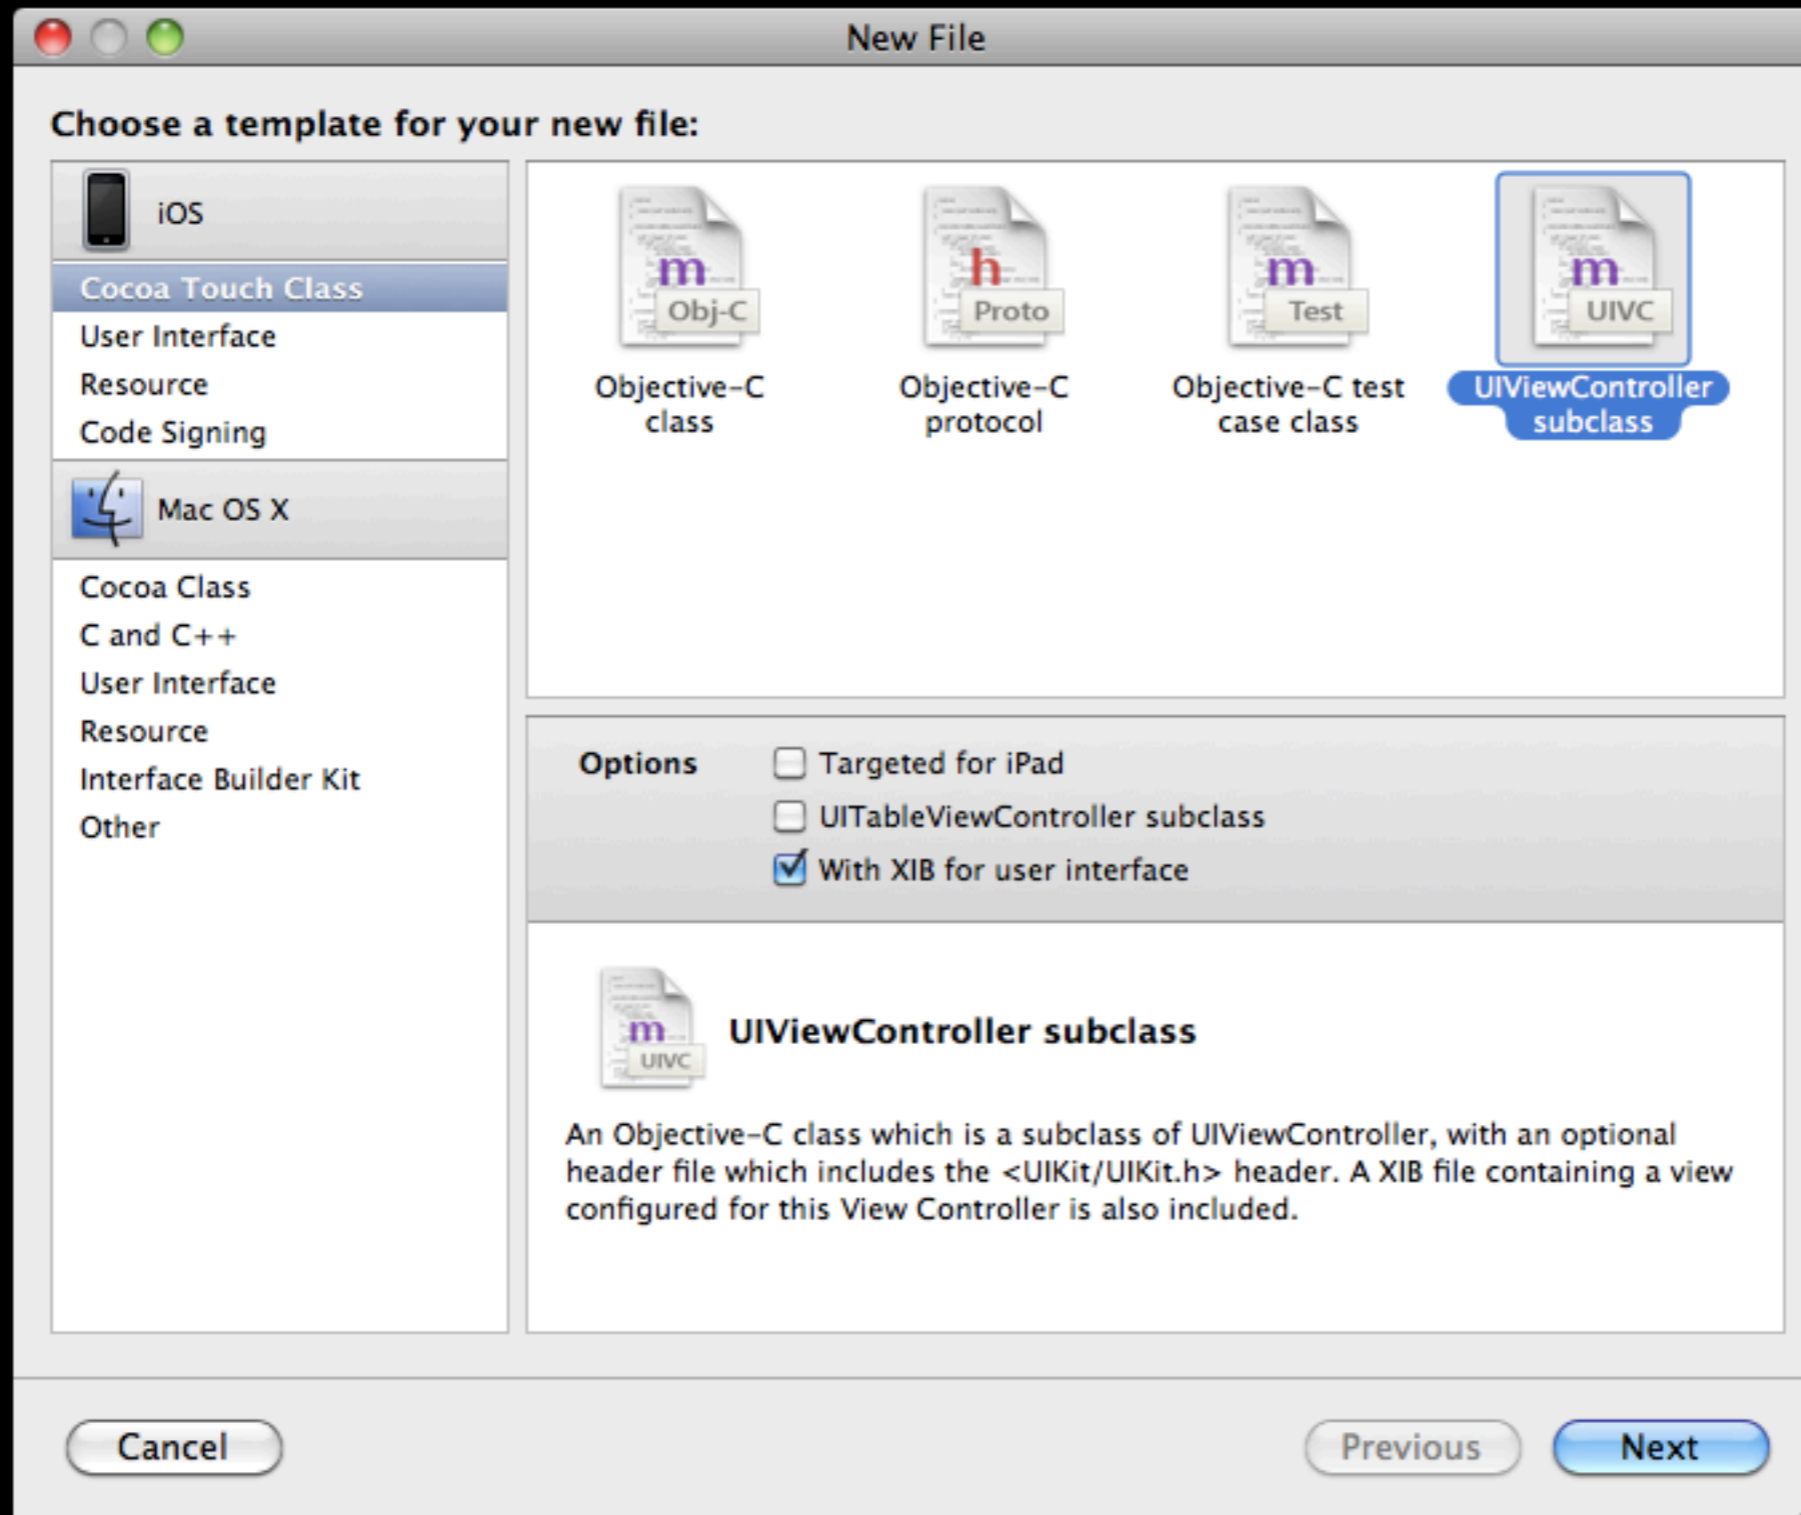 New File
Choose a template for your new file:
iOS
Cocoa Touch Class
User Interface
Resource
Code Signing
Mac OS X
Cocoa Class
C and C++
User Interface
Resource
Interface Builder Kit
Other
m
Obj-C
Objective-C
class
h
Proto
Objective-C
protocol
m
Test
Objective-C test
case class
m
UIVC
UIViewController
subclass
Options
Targeted for iPad
UITableViewController subclass
With XIB for user interface
m
UIVC
UIViewController subclass
An Objective-C class which is a subclass of UIViewController, with an optional
header file which includes the <UIKit/UIKit.h> header. A XIB file containing a view
configured for this View Controller is also included.
Cancel
Previous
Next